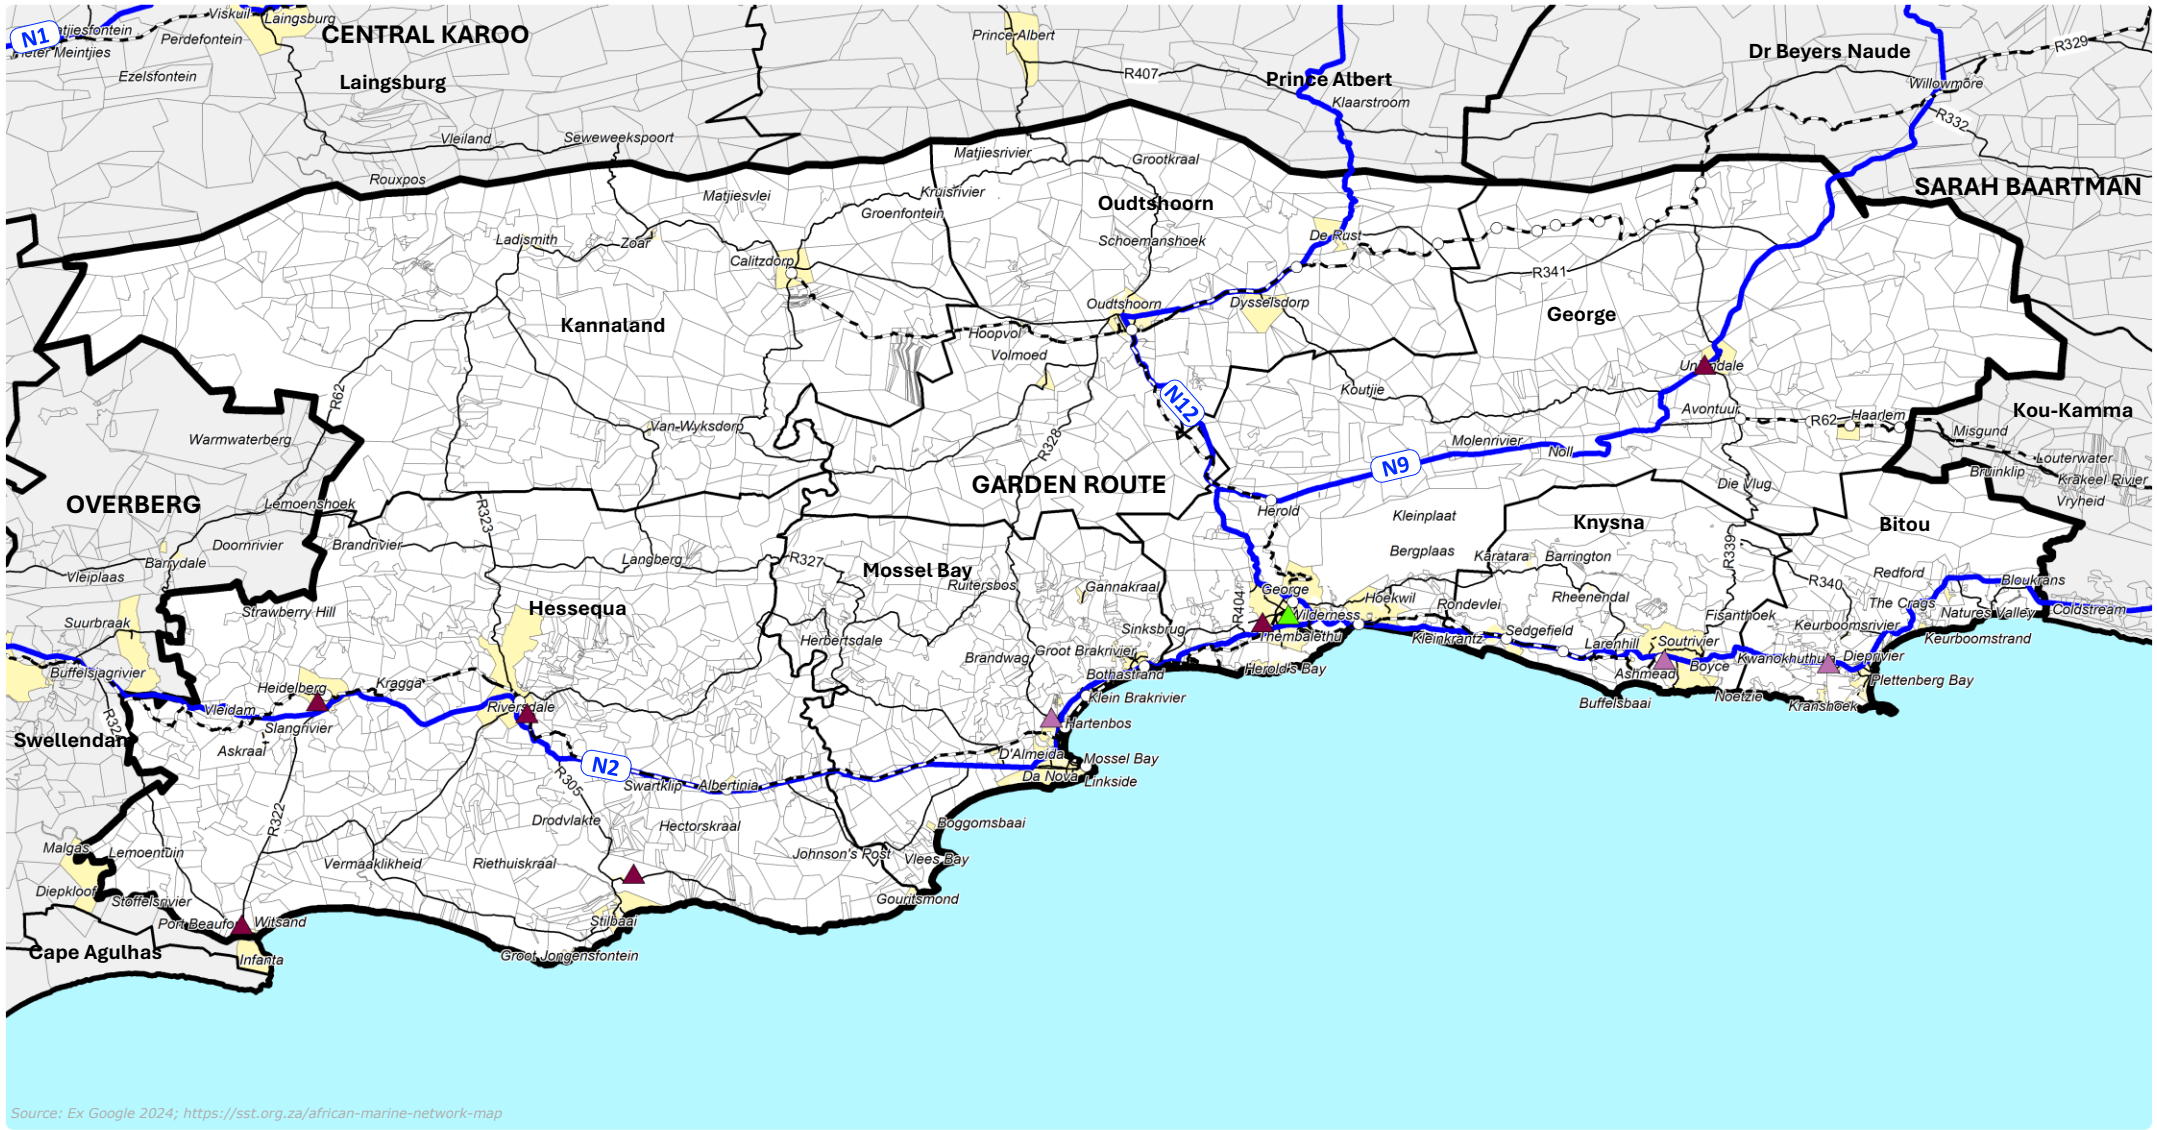 Viskuil
Laingsburg
CENTRAL KAROO
N1
Perdefontein
Pieter Meintjies
Ezelsfontein
Laingsburg
Prince Albert
R407
Prince Albert
Klaarstroom
Dr Beyers Naude
R329
Willowmore
R332
SARAH BAARTMAN
Vleiland
Seweweekspoort
Rouxpos
Matjiesrivier
Grootkraal
Matjiesvlei
Kruisrivier
Groenfontein
Oudtshoorn
Schoemanshoek
De Rust
Ladismith
Zoar
Calitzdorp
R341
Oudtshoorn
Dysselsdorp
George
Kannaland
Hoopvol
Volmoed
Uniondale
Koutjie
R62
N12
Avontuur
R62
Haarlem
Kou-Kamma
Misgund
Warmwaterberg
Van-Wyksdorp
R328
Molenrivier
Noll
N9
Louterwater
Bruinklip
Krakeel Rivier
Vryheid
GARDEN ROUTE
Die Vlug
OVERBERG
Lemoenshoek
Herold
Kleinplaat
Knysna
Bitou
R323
Doornrivier
Brandrivier
Barrydale
Vleiplaas
Langberg
R327
Mossel Bay
Ruitersbos
Gannakraal
Bergplaas
Karatara
Barrington
R339
R340
Redford
Bloukrans
George
Hoekwil
Rheenendal
Rondevlei
The Crags
Natures Valley
Coldstream
Strawberry Hill
Hessequa
R404
Wilderness
Fisanthoek
Keurboomsrivier
Suurbraak
Herbertsdale
Sinksbrug
Thembalethu
Kleinkrantz
Sedgefield
Larenhill
Soutrivier
Keurboomstrand
Groot Brakrivier
Brandwag
Bothastrand
Herold's Bay
Ashmead
Boyce
Kwanokhuthu
Dieprivier
Plettenberg Bay
Buffelsjagrivier
Heidelberg
Kragga
Klein Brakrivier
Buffelsbaai
Noetzie
Kranshoek
Vleidam
Slangrivier
Riversdale
Hartenbos
Swellendam
Askraal
N2
D'Almeida
Mossel Bay
Da Nova
Linkside
R305
Swartklip
Albertinia
R322
Drodvlakte
Hectorskraal
Boggomsbaai
Malgas
Lemoentuin
Vermaaklikheid
Riethuiskraal
Johnson's Post
Vlees Bay
Diepkloof
Stoffelsrivier
Gouritsmond
Witsand
Stilbaai
Cape Agulhas
Infanta
Groot Jongensfontein
Source: Ex Google 2024; https://sst.org.za/african-marine-network-map